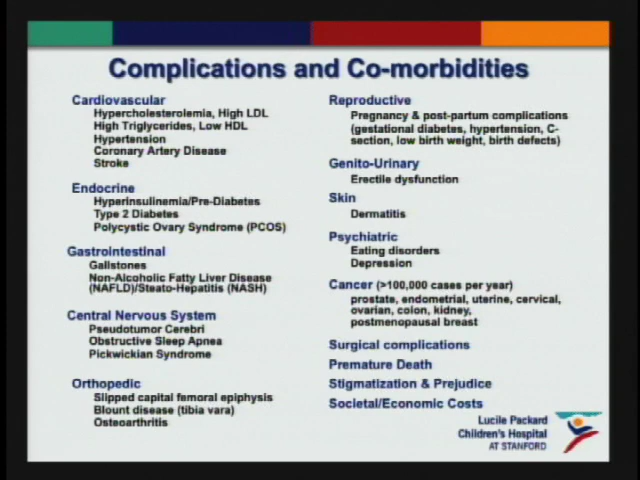 Complications and Co-morbidities
Cardiovascular
Hypercholesterolemia, High LDL
High Triglycerides, Low HDL
Hypertension
Coronary Artery Disease
Stroke
Endocrine
Hyperinsulinemia/Pre-Diabetes
Type 2 Diabetes
Polycystic Ovary Syndrome (PCOS)
Gastrointestinal
Gallstones
Non-Alcoholic Fatty Liver Disease
(NAFLD)/Steato-Hepatitis (NASH)
Central Nervous System
Pseudotumor Cerebri
Obstructive Sleep Apnea
Pickwickian Syndrome
Orthopedic
Slipped capital femoral epiphysis
Blount disease (tibia vara)
Osteoarthritis
Reproductive
Pregnancy & post-partum complications
(gestational diabetes, hypertension, C-
section, low birth weight, birth defects)
Genito-Urinary
Erectile dysfunction
Skin
Dermatitis
Psychiatric
Eating disorders
Depression
Cancer (>100,000 cases per year)
prostate, endometrial, uterine, cervical,
ovarian, colon, kidney,
postmenopausal breast
Surgical complications
Premature Death
Stigmatization & Prejudice
Societal/Economic Costs
Lucile Packard
Children's Hospital
AT STANFORD